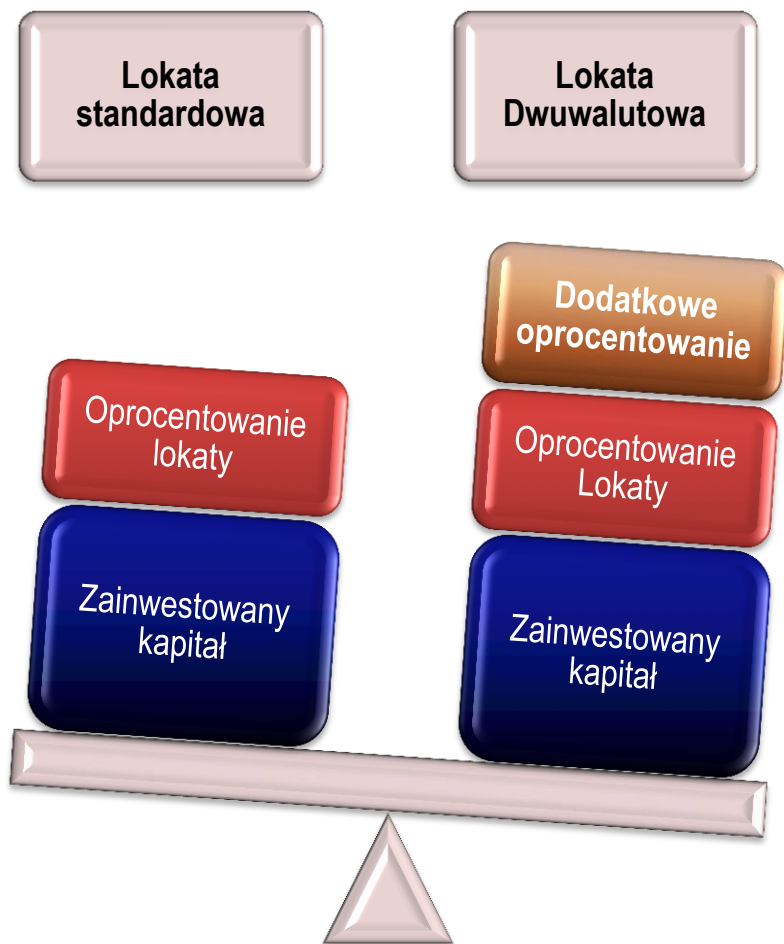 Lokata
standardowa
Lokata
Dwuwalutowa
Dodatkowe
oprocentowanie
Oprocentowanie
lokaty
Oprocentowanie
Lokaty
Zainwestowany
kapitał
Zainwestowany
kapitał